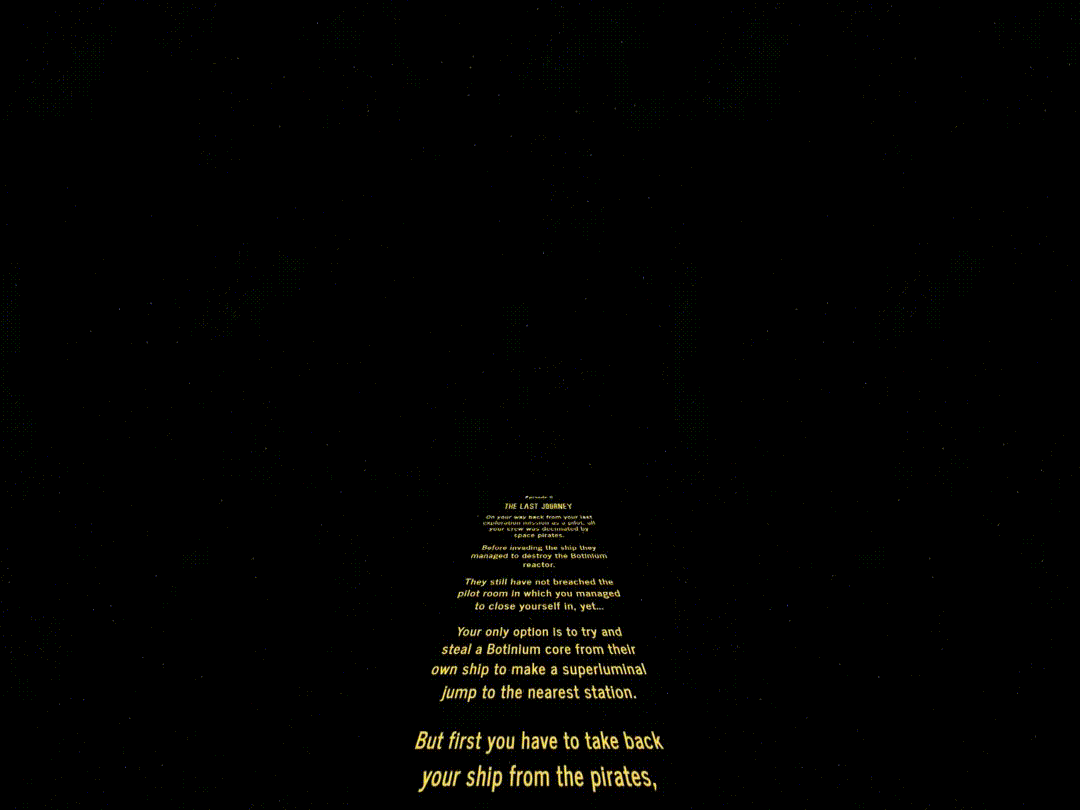 THE LAST JOURNEY
On your way back from your last
exploration mission as a pilot, all
your crew was decimated by
space pirates.
Before invading the ship they
managed to destroy the Botinium
reactor.
They still have not breached the
pilot room in which you managed
to close yourself in, yet...
Your only option is to try and
steal a Botinium core from their
own ship to make a superluminal
jump to the nearest station.
But first you have to take back
your ship from the pirates,